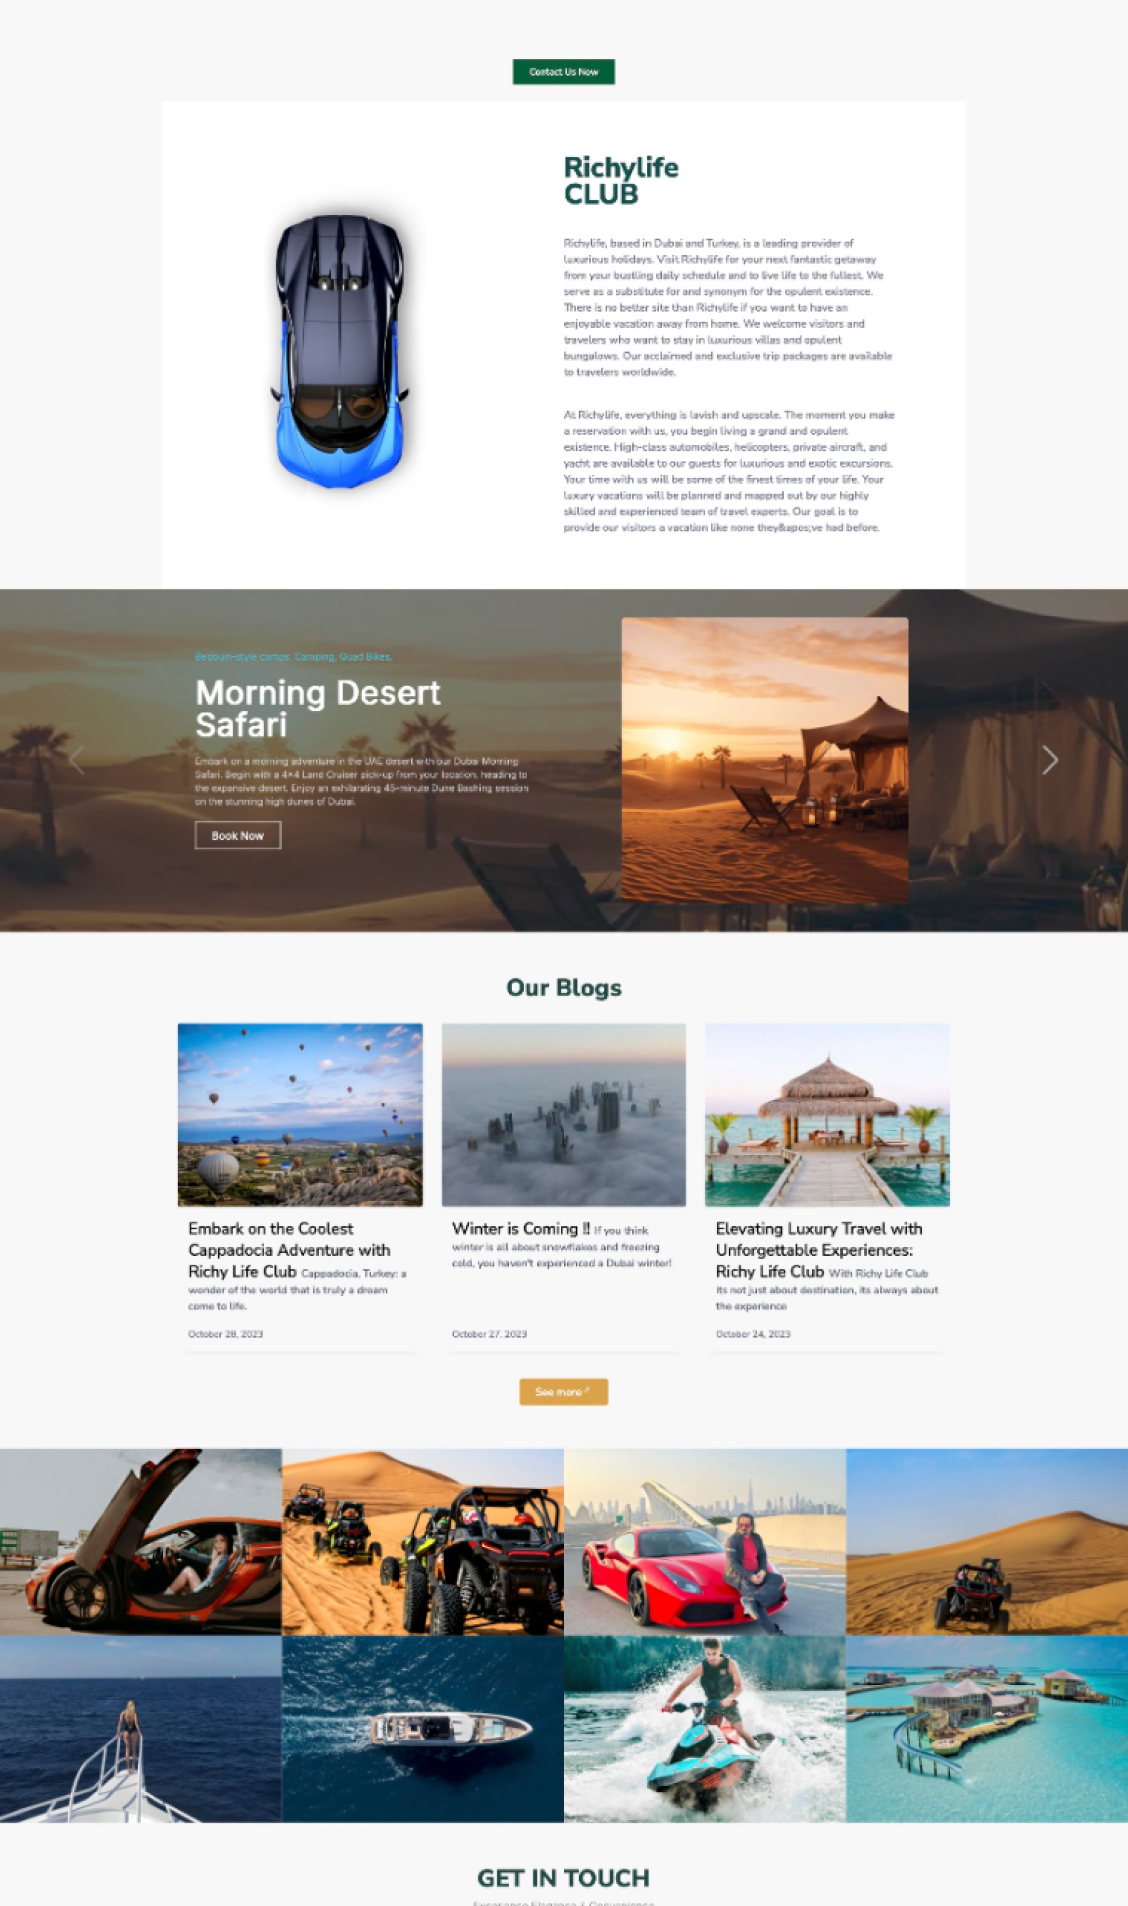 Contact Us Now
Richylife
CLUB
Richylife, based in Dubai and Turkey, is a leading provider of
luxurious holidays. Visit Richylife for your next fantastic getaway
from your bustling daily schedule and to live life to the fullest. We
serve as a substitute for and synonym for the opulent existence.
There is no better site than Richylife if you want to have an
enjoyable vacation away from home. We welcome visitors and
travelers who want to stay in luxurious villas and opulent
bungalows. Our acclaimed and exclusive trip packages are available
to travelers worldwide.
At Richylife, everything is lavish and upscale. The moment you make
a reservation with us, you begin living a grand and opulent
existence. High-class automobiles, helicopters, private aircraft, and
yacht are available to our guests for luxurious and exotic excursions.
Your time with us will be some of the finest times of your life. Your
luxury vacations will be planned and mapped out by our highly
skilled and experienced team of travel experts. Our goal is to
provide our visitors a vacation like none they&apos;ve had before.
Bedouin-style camps, Camping, Quad Bikes,
Morning Desert
Safari
Embark on a morning adventure in the UAE desert with our Dubai Morning
Safari. Begin with a 4×4 Land Cruiser pick-up from your location, heading to
the expansive desert. Enjoy an exhilarating 45-minute Dune Bashing session
on the stunning high dunes of Dubai.
Book Now
Our Blogs
Embark on the Coolest
Cappadocia Adventure with
Richy Life Club Cappadocia, Turkey: a
wonder of the world that is truly a dream
come to life.
October 28, 2023
Winter is Coming !! If you think
winter is all about snowflakes and freezing
cold, you haven't experienced a Dubai winter!
October 27, 2023
Elevating Luxury Travel with
Unforgettable Experiences:
Richy Life Club With Richy Life Club
its not just about destination, its always about
the experience
October 24, 2023
See more
GET IN TOUCH
Experience Elegance & Convenience